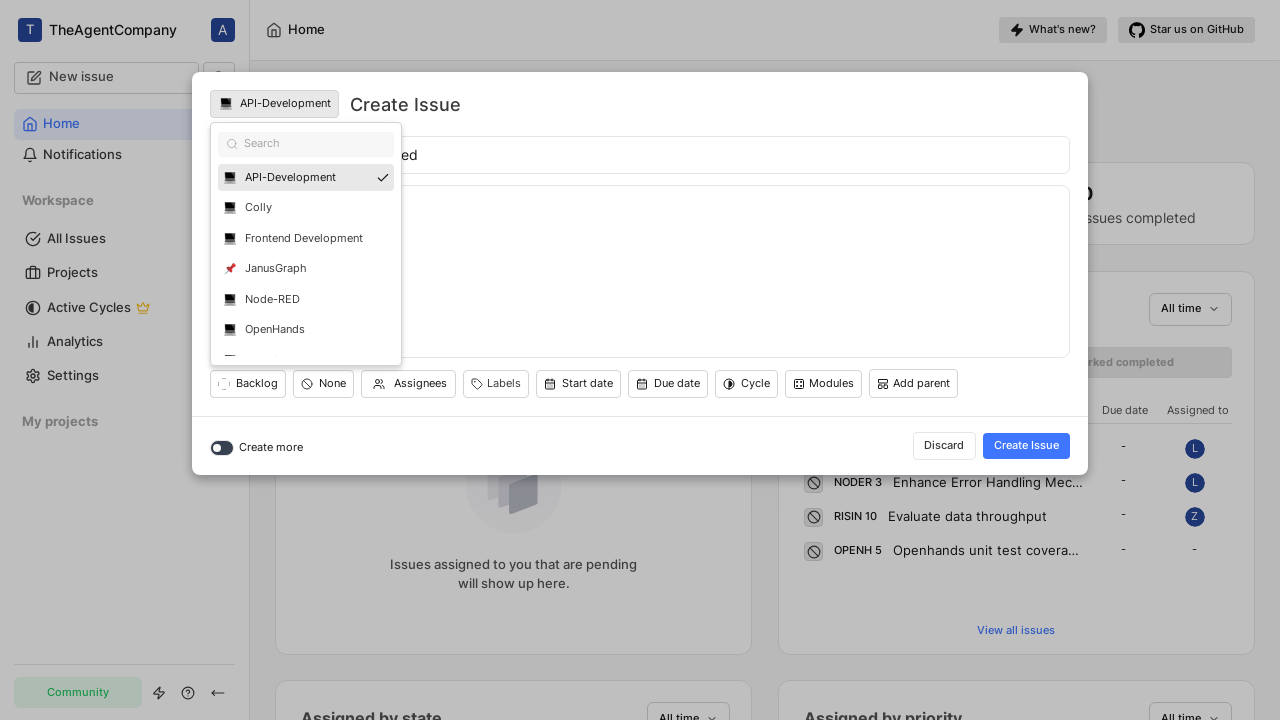 T TheAgentCompany A
Home
What's new?
Star us on GitHub
New issue
Home
Notifications
Workspace
All Issues
Projects
Active Cycles
Analytics
Settings
My projects
Community
API-Development
Create Issue
Search
API-Development
Colly
Frontend Development
JanusGraph
Node-RED
OpenHands
ed
Backlog
None
Assignees
Labels
Start date
Due date
Cycle
Modules
Add parent
Create more
Discard
Create Issue
ssues completed
All time
rked completed
Due date
Assigned to
- L
NODER 3 Enhance Error Handling Mec... - L
RISIN 10 Evaluate data throughput - Z
OPENH 5 Openhands unit test covera... - -
View all issues
Issues assigned to you that are pending
will show up here.
Assigned by state
All time
Assigned by priority
All time